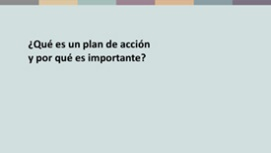 ¿Qué es un plan de acción
y por qué es importante?